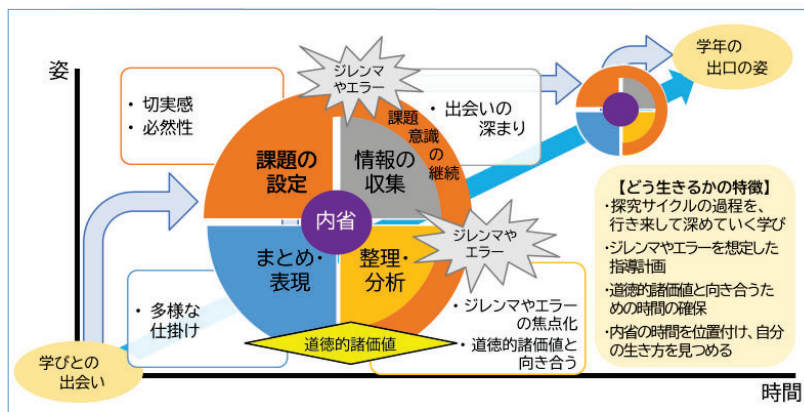 姿
ジレンマ
やエラー
学年の
出口の姿
・ 切実感
・ 必然性
・ 出会いの
深まり
課題
意識
の
継続
課題の
設定
情報の
収集
内省
まとめ・
表現
整理・
分析
ジレンマや
エラー
・ 多様な
仕掛け
・ ジレンマやエラー
の焦点化
・ 道徳的諸価値と
向き合う
道徳的諸価値
学びとの
出会い
【どう生きるかの特徴】
・探究サイクルの過程を、
行き来して深めていく学び
・ジレンマやエラーを想定した
指導計画
・道徳的諸価値と向き合うた
めの時間の確保
・内省の時間を位置付け、自分
の生き方を見つめる
時間